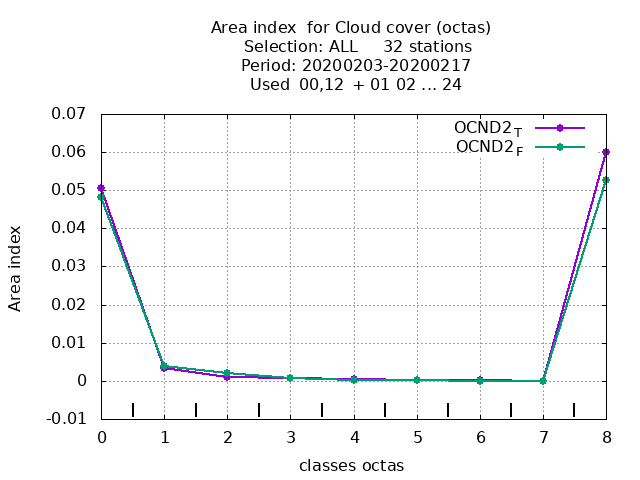 Area index  for Cloud cover (octas)
Selection: ALL     32 stations
Period: 20200203-20200217
Used  00,12  + 01 02 ... 24
0.07
0.06
0.05
0.04
0.03
0.02
0.01
0
-0.01
Area index
OCND2_T
OCND2_F
0 1 2 3 4 5 6 7 8
classes octas